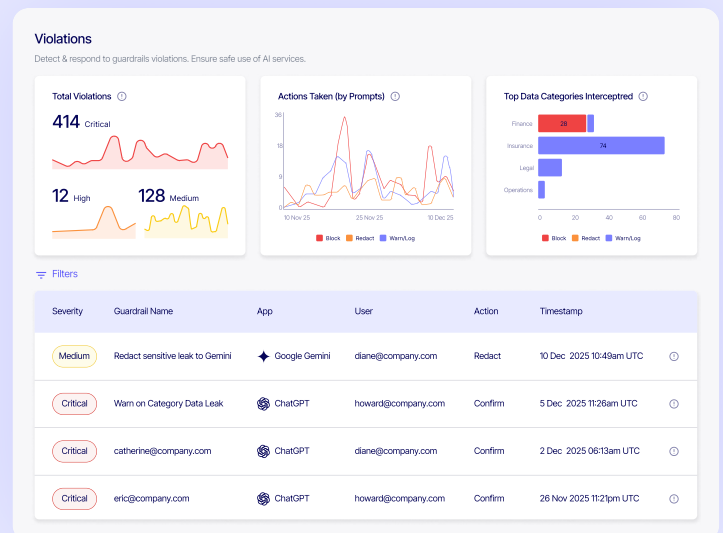 Violations
Detect & respond to guardrails violations. Ensure safe use of AI services.
Total Violations
414 Critical
12 High
128 Medium
Actions Taken (by Prompts)
36
18
9
0
10 Nov 25
25 Nov 25
10 Dec 25
Block
Redact
Warn/Log
Top Data Categories Interceptred
Finance
28
Insurance
74
Legal
Operations
0
20
40
60
80
Block
Redact
Warn/Log
Filters
Severity Guardrail Name App User Action Timestamp
Medium Redact sensitive leak to Gemini Google Gemini diane@company.com Redact 10 Dec 2025 10:49am UTC
Critical Warn on Category Data Leak ChatGPT howard@company.com Confirm 5 Dec 2025 11:26am UTC
Critical catherine@company.com ChatGPT diane@company.com Confirm 2 Dec 2025 06:13am UTC
Critical eric@company.com ChatGPT howard@company.com Confirm 26 Nov 2025 11:21pm UTC